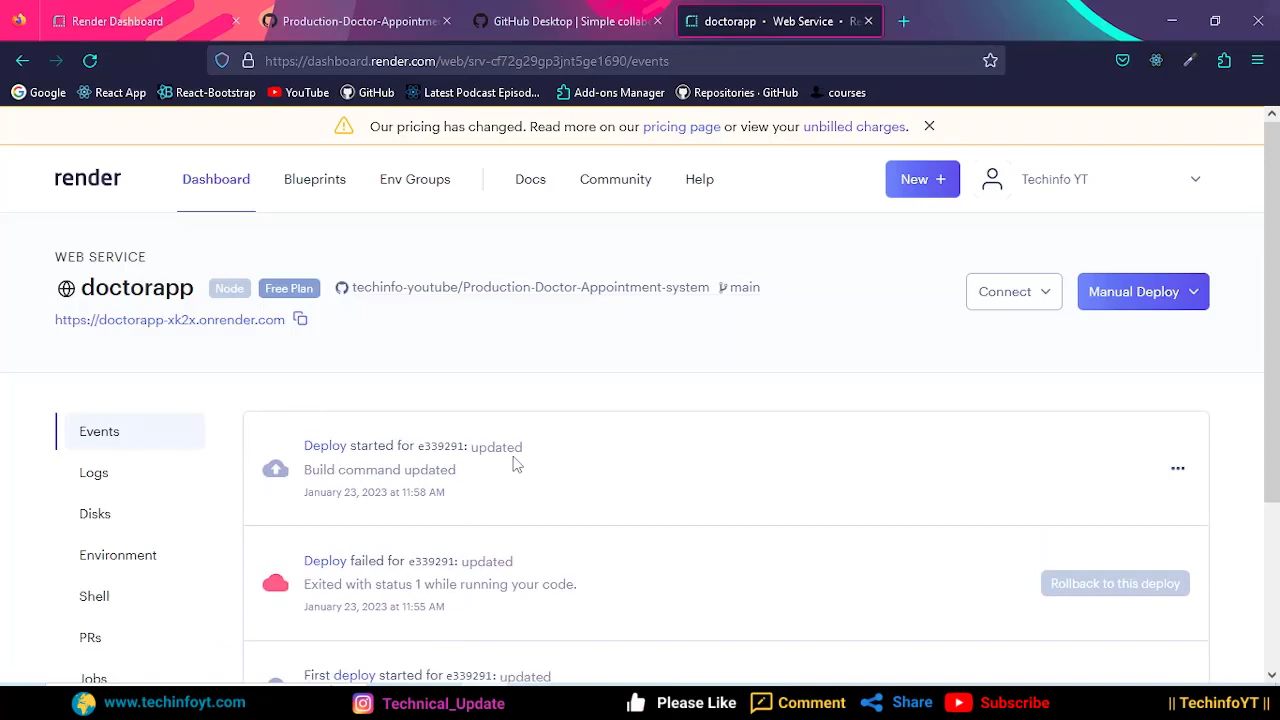 Render Dashboard
Production-Doctor-Appointme
GitHub Desktop | Simple collab
doctorapp • Web Service • Re
https://dashboard.render.com/web/srv-cf72g29gp3jnt5ge1690/events
Google
React App
React-Bootstrap
YouTube
GitHub
Latest Podcast Episod...
Add-ons Manager
Repositories · GitHub
courses
Our pricing has changed. Read more on our pricing page or view your unbilled charges.
render
Dashboard
Blueprints
Env Groups
Docs
Community
Help
New +
Techinfo YT
WEB SERVICE
doctorapp
Node
Free Plan
techinfo-youtube/Production-Doctor-Appointment-system
main
Connect
Manual Deploy
https://doctorapp-xk2x.onrender.com
Events
Logs
Disks
Environment
Shell
PRs
Jobs
Deploy started for e339291: updated
Build command updated
January 23, 2023 at 11:58 AM
Deploy failed for e339291: updated
Exited with status 1 while running your code.
January 23, 2023 at 11:55 AM
Rollback to this deploy
First deploy started for e339291: updated
www.techinfoyt.com
Technical_Update
Please Like
Comment
Share
Subscribe
|| TechinfoYT ||